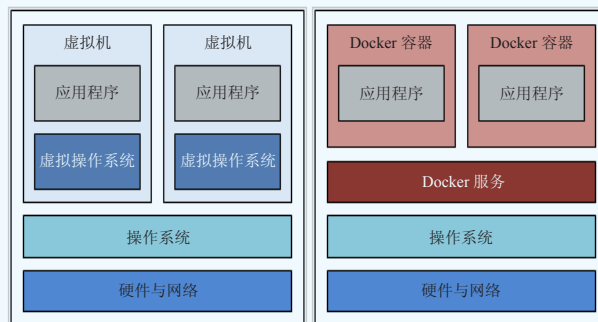 虚拟机
虚拟机
应用程序
应用程序
虚拟操作系统
虚拟操作系统
操作系统
硬件与网络
Docker 容器
Docker 容器
应用程序
应用程序
Docker 服务
操作系统
硬件与网络